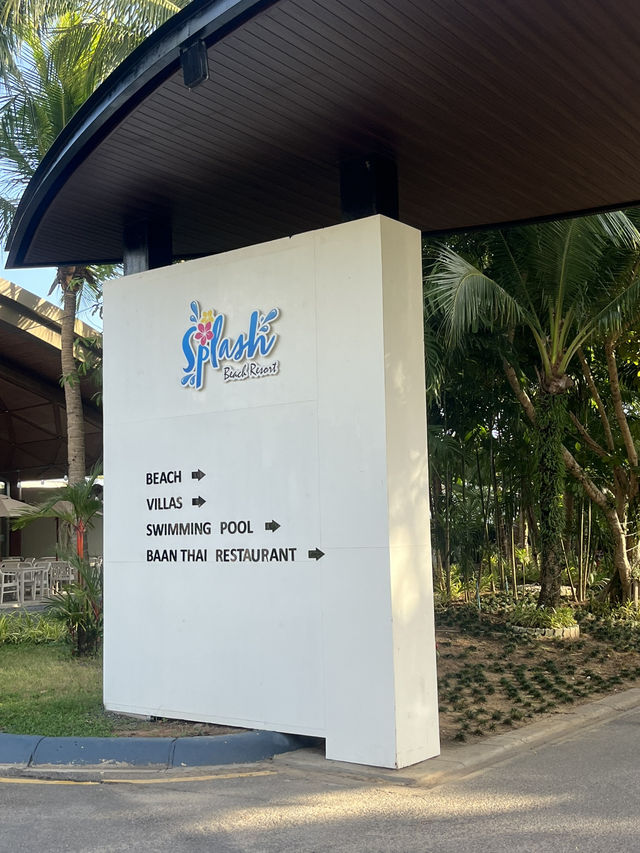 Splash
Beach Resort
BEACH ➡
VILLAS ➡
SWIMMING POOL ➡
BAAN THAI RESTAURANT ➡